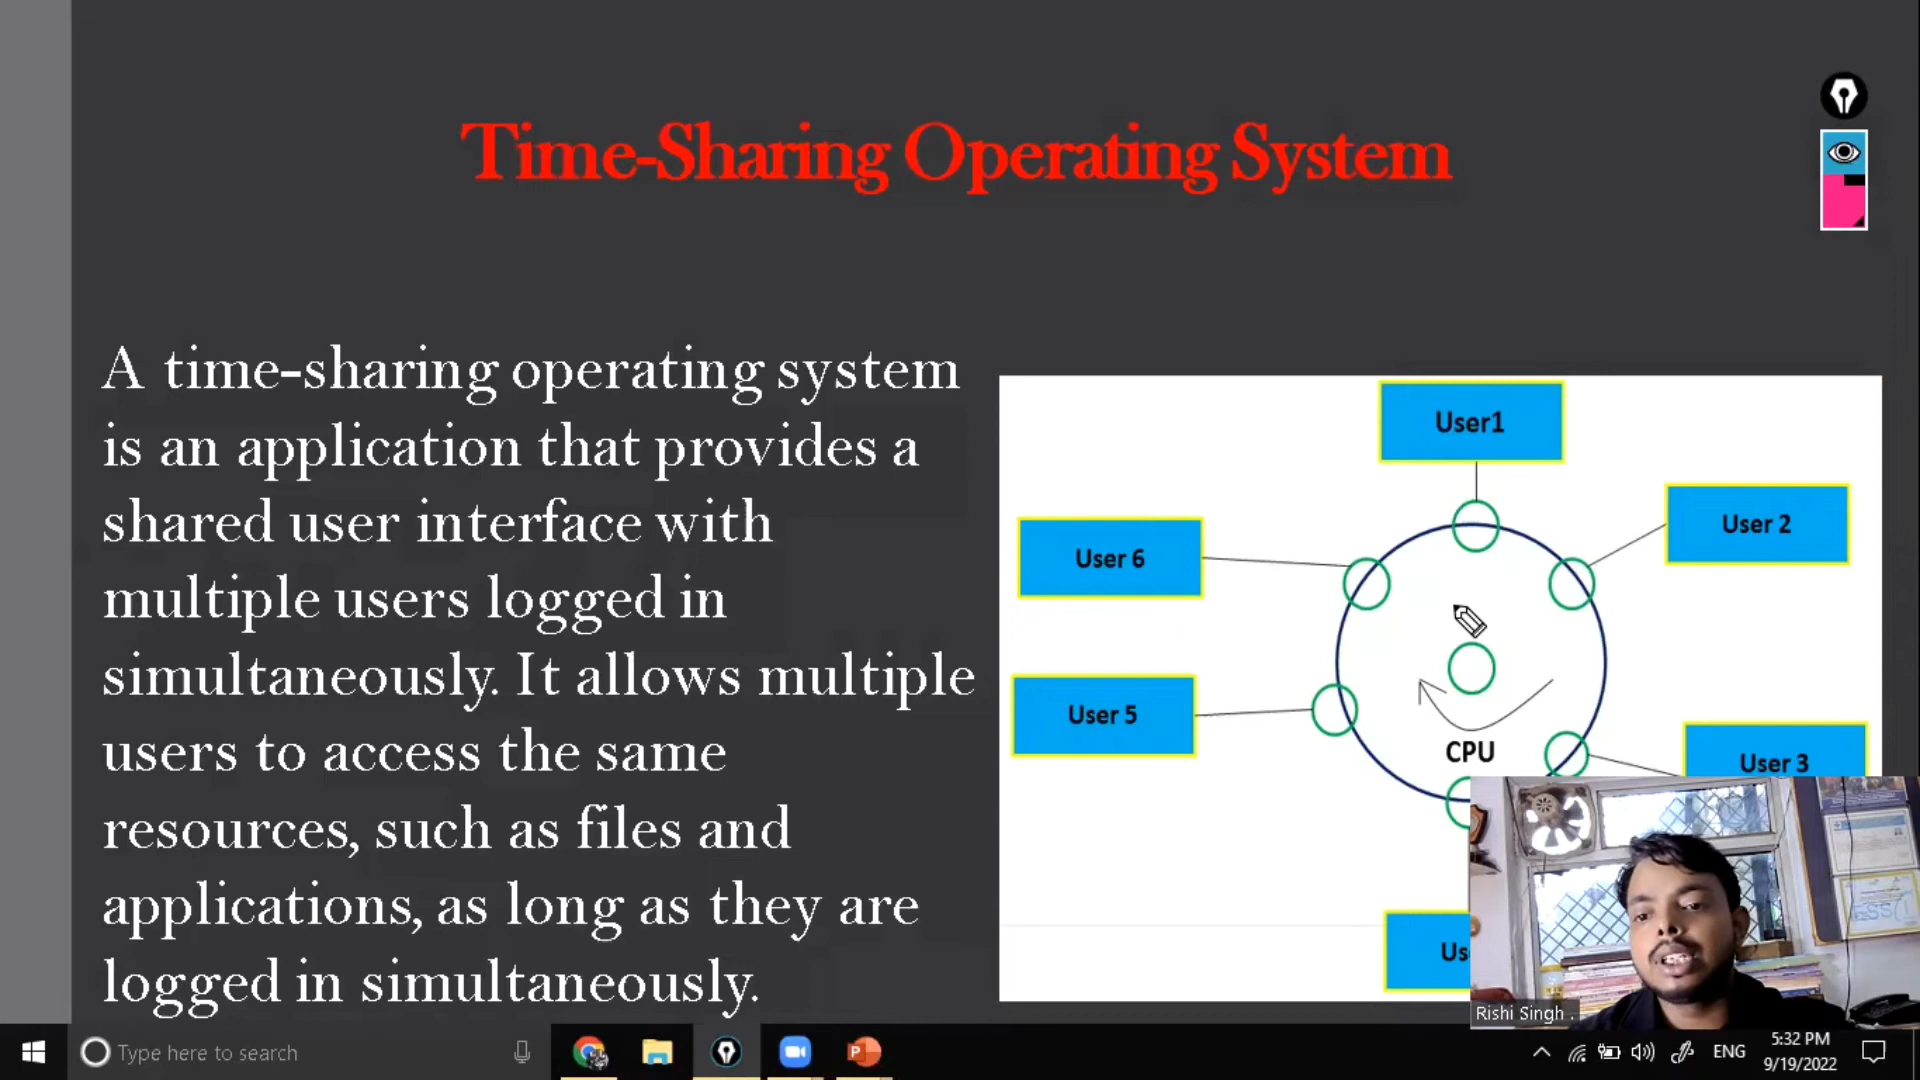 Time-Sharing Operating System
A time-sharing operating system
is an application that provides a
shared user interface with
multiple users logged in
simultaneously. It allows multiple
users to access the same
resources, such as files and
applications, as long as they are
logged in simultaneously.
User1
User 2
User 6
User 5
CPU
User 3
Us
Rishi Singh .
Type here to search
ENG
5:32 PM
9/19/2022